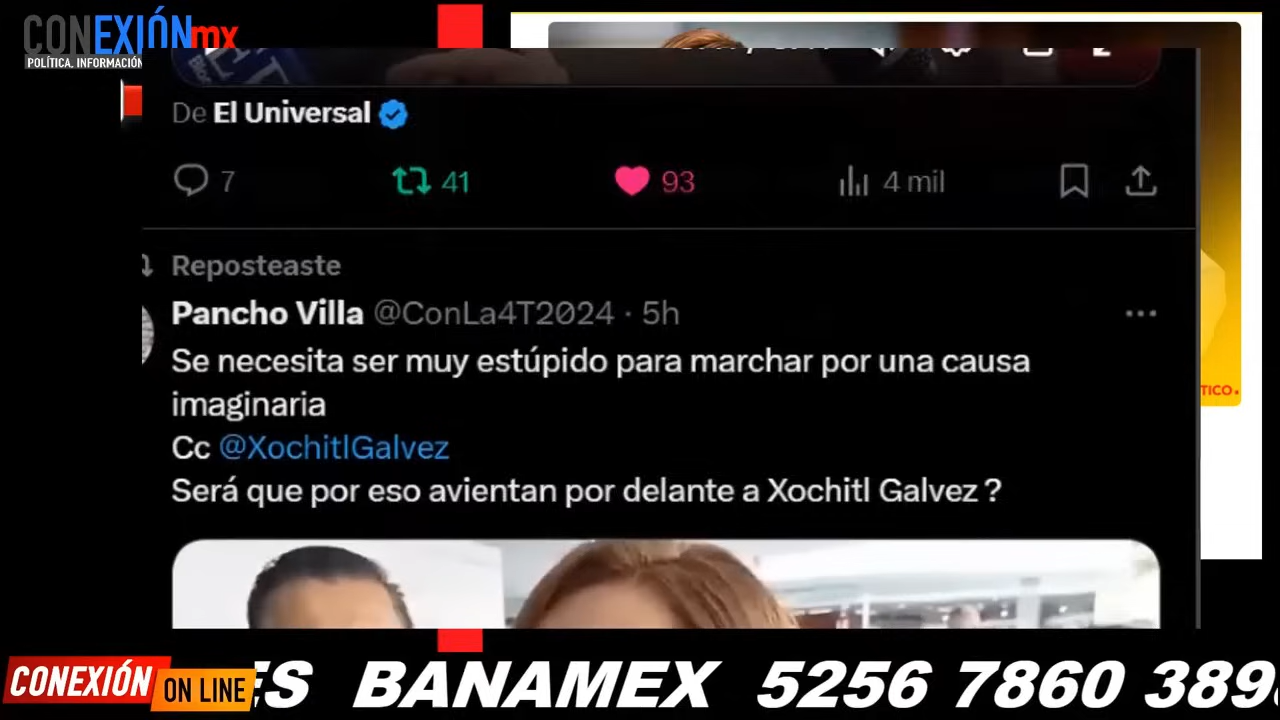 CONEXIÓNmx
POLÍTICA, INFORMACIÓN
De El Universal
7 41 93 4 mil
Reposteaste
Pancho Villa @ConLa4T2024 · 5h
Se necesita ser muy estúpido para marchar por una causa
imaginaria
Cc @XochitlGalvez
Será que por eso avientan por delante a Xochitl Galvez ?
TICO.
CONEXIÓN
ON LINE
ES BANAMEX 5256 7860 389